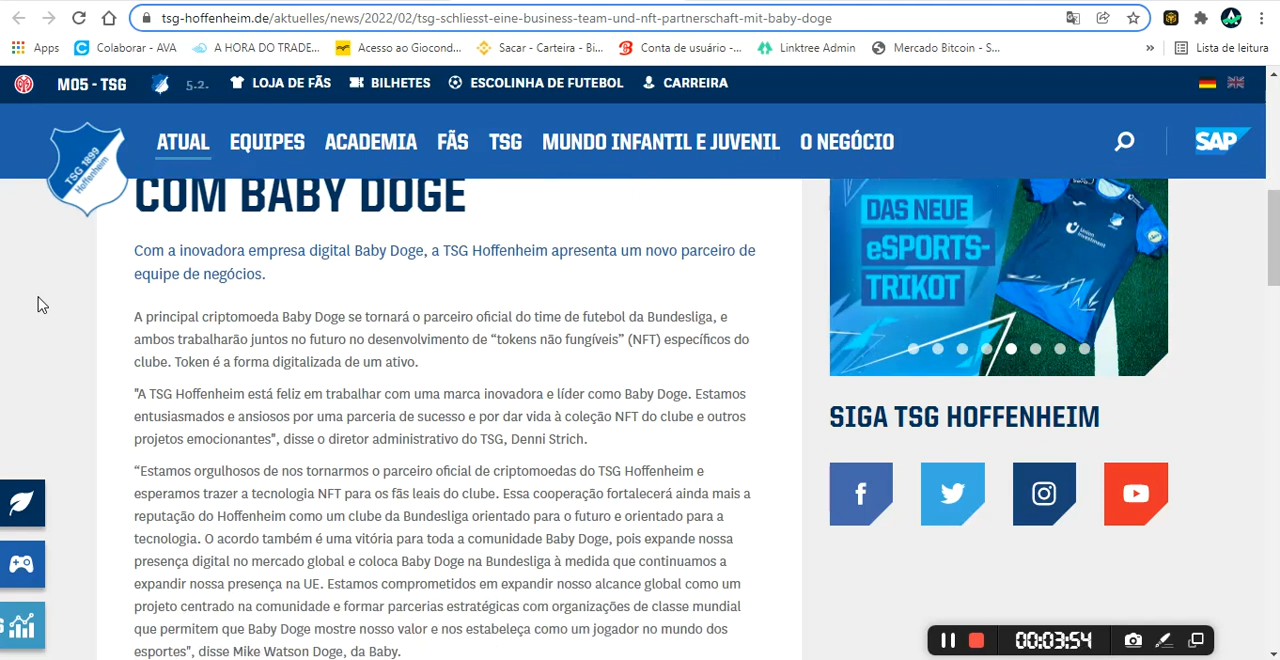 tsg-hoffenheim.de/aktuelles/news/2022/02/tsg-schliesst-eine-business-team-und-nft-partnerschaft-mit-baby-doge
Apps
Colaborar - AVA
A HORA DO TRADE...
Acesso ao Giocond...
Sacar - Carteira - Bi...
Conta de usuário -...
Linktree Admin
Mercado Bitcoin - S...
»
Lista de leitura
M05 - TSG
5.2.
LOJA DE FÃS
BILHETES
ESCOLINHA DE FUTEBOL
CARREIRA
TSG 1899
Hoffenheim
ATUAL
EQUIPES
ACADEMIA
FÃS
TSG
MUNDO INFANTIL E JUVENIL
O NEGÓCIO
SAP
COM BABY DOGE
Com a inovadora empresa digital Baby Doge, a TSG Hoffenheim apresenta um novo parceiro de
equipe de negócios.
A principal criptomoeda Baby Doge se tornará o parceiro oficial do time de futebol da Bundesliga, e
ambos trabalharão juntos no futuro no desenvolvimento de “tokens não fungíveis” (NFT) específicos do
clube. Token é a forma digitalizada de um ativo.
"A TSG Hoffenheim está feliz em trabalhar com uma marca inovadora e líder como Baby Doge. Estamos
entusiasmados e ansiosos por uma parceria de sucesso e por dar vida à coleção NFT do clube e outros
projetos emocionantes", disse o diretor administrativo do TSG, Denni Strich.
“Estamos orgulhosos de nos tornarmos o parceiro oficial de criptomoedas do TSG Hoffenheim e
esperamos trazer a tecnologia NFT para os fãs leais do clube. Essa cooperação fortalecerá ainda mais a
reputação do Hoffenheim como um clube da Bundesliga orientado para o futuro e orientado para a
tecnologia. O acordo também é uma vitória para toda a comunidade Baby Doge, pois expande nossa
presença digital no mercado global e coloca Baby Doge na Bundesliga à medida que continuamos a
expandir nossa presença na UE. Estamos comprometidos em expandir nosso alcance global como um
projeto centrado na comunidade e formar parcerias estratégicas com organizações de classe mundial
que permitem que Baby Doge mostre nosso valor e nos estabeleça como um jogador no mundo dos
esportes", disse Mike Watson Doge, da Baby.
DAS NEUE
eSPORTS-
TRIKOT
Union
Investment
SIGA TSG HOFFENHEIM
S
00:03:54